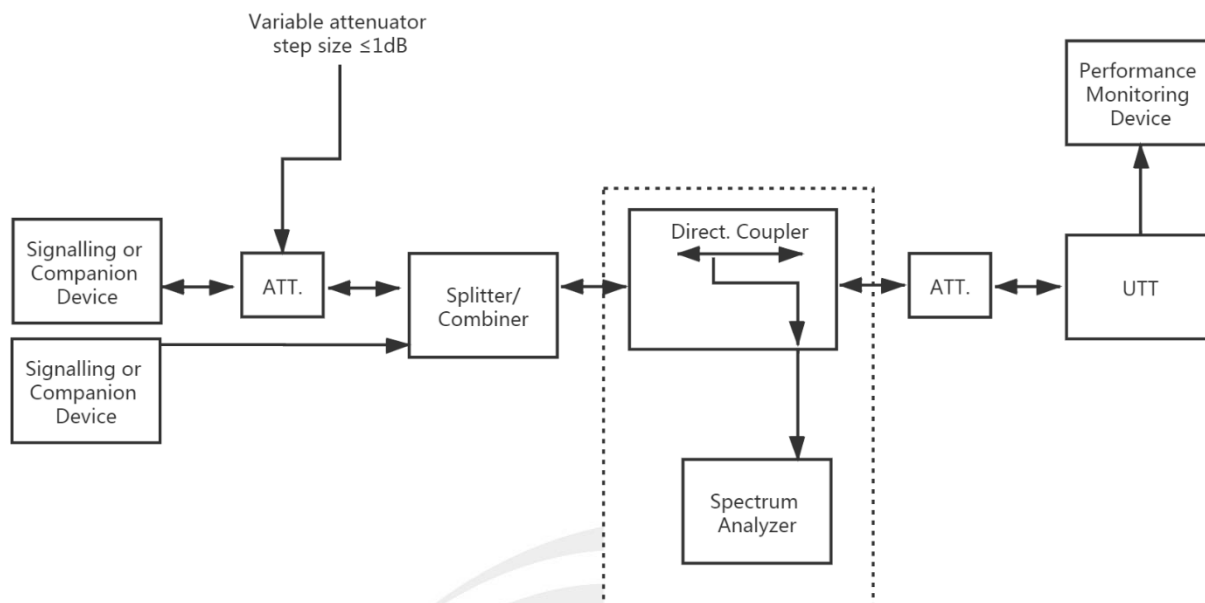 Variable attenuator
step size ≤1dB
Performance
Monitoring
Device
Signalling or
Companion
Device
ATT.
Splitter/
Combiner
Direct. Coupler
ATT.
UTT
Signalling or
Companion
Device
Spectrum
Analyzer